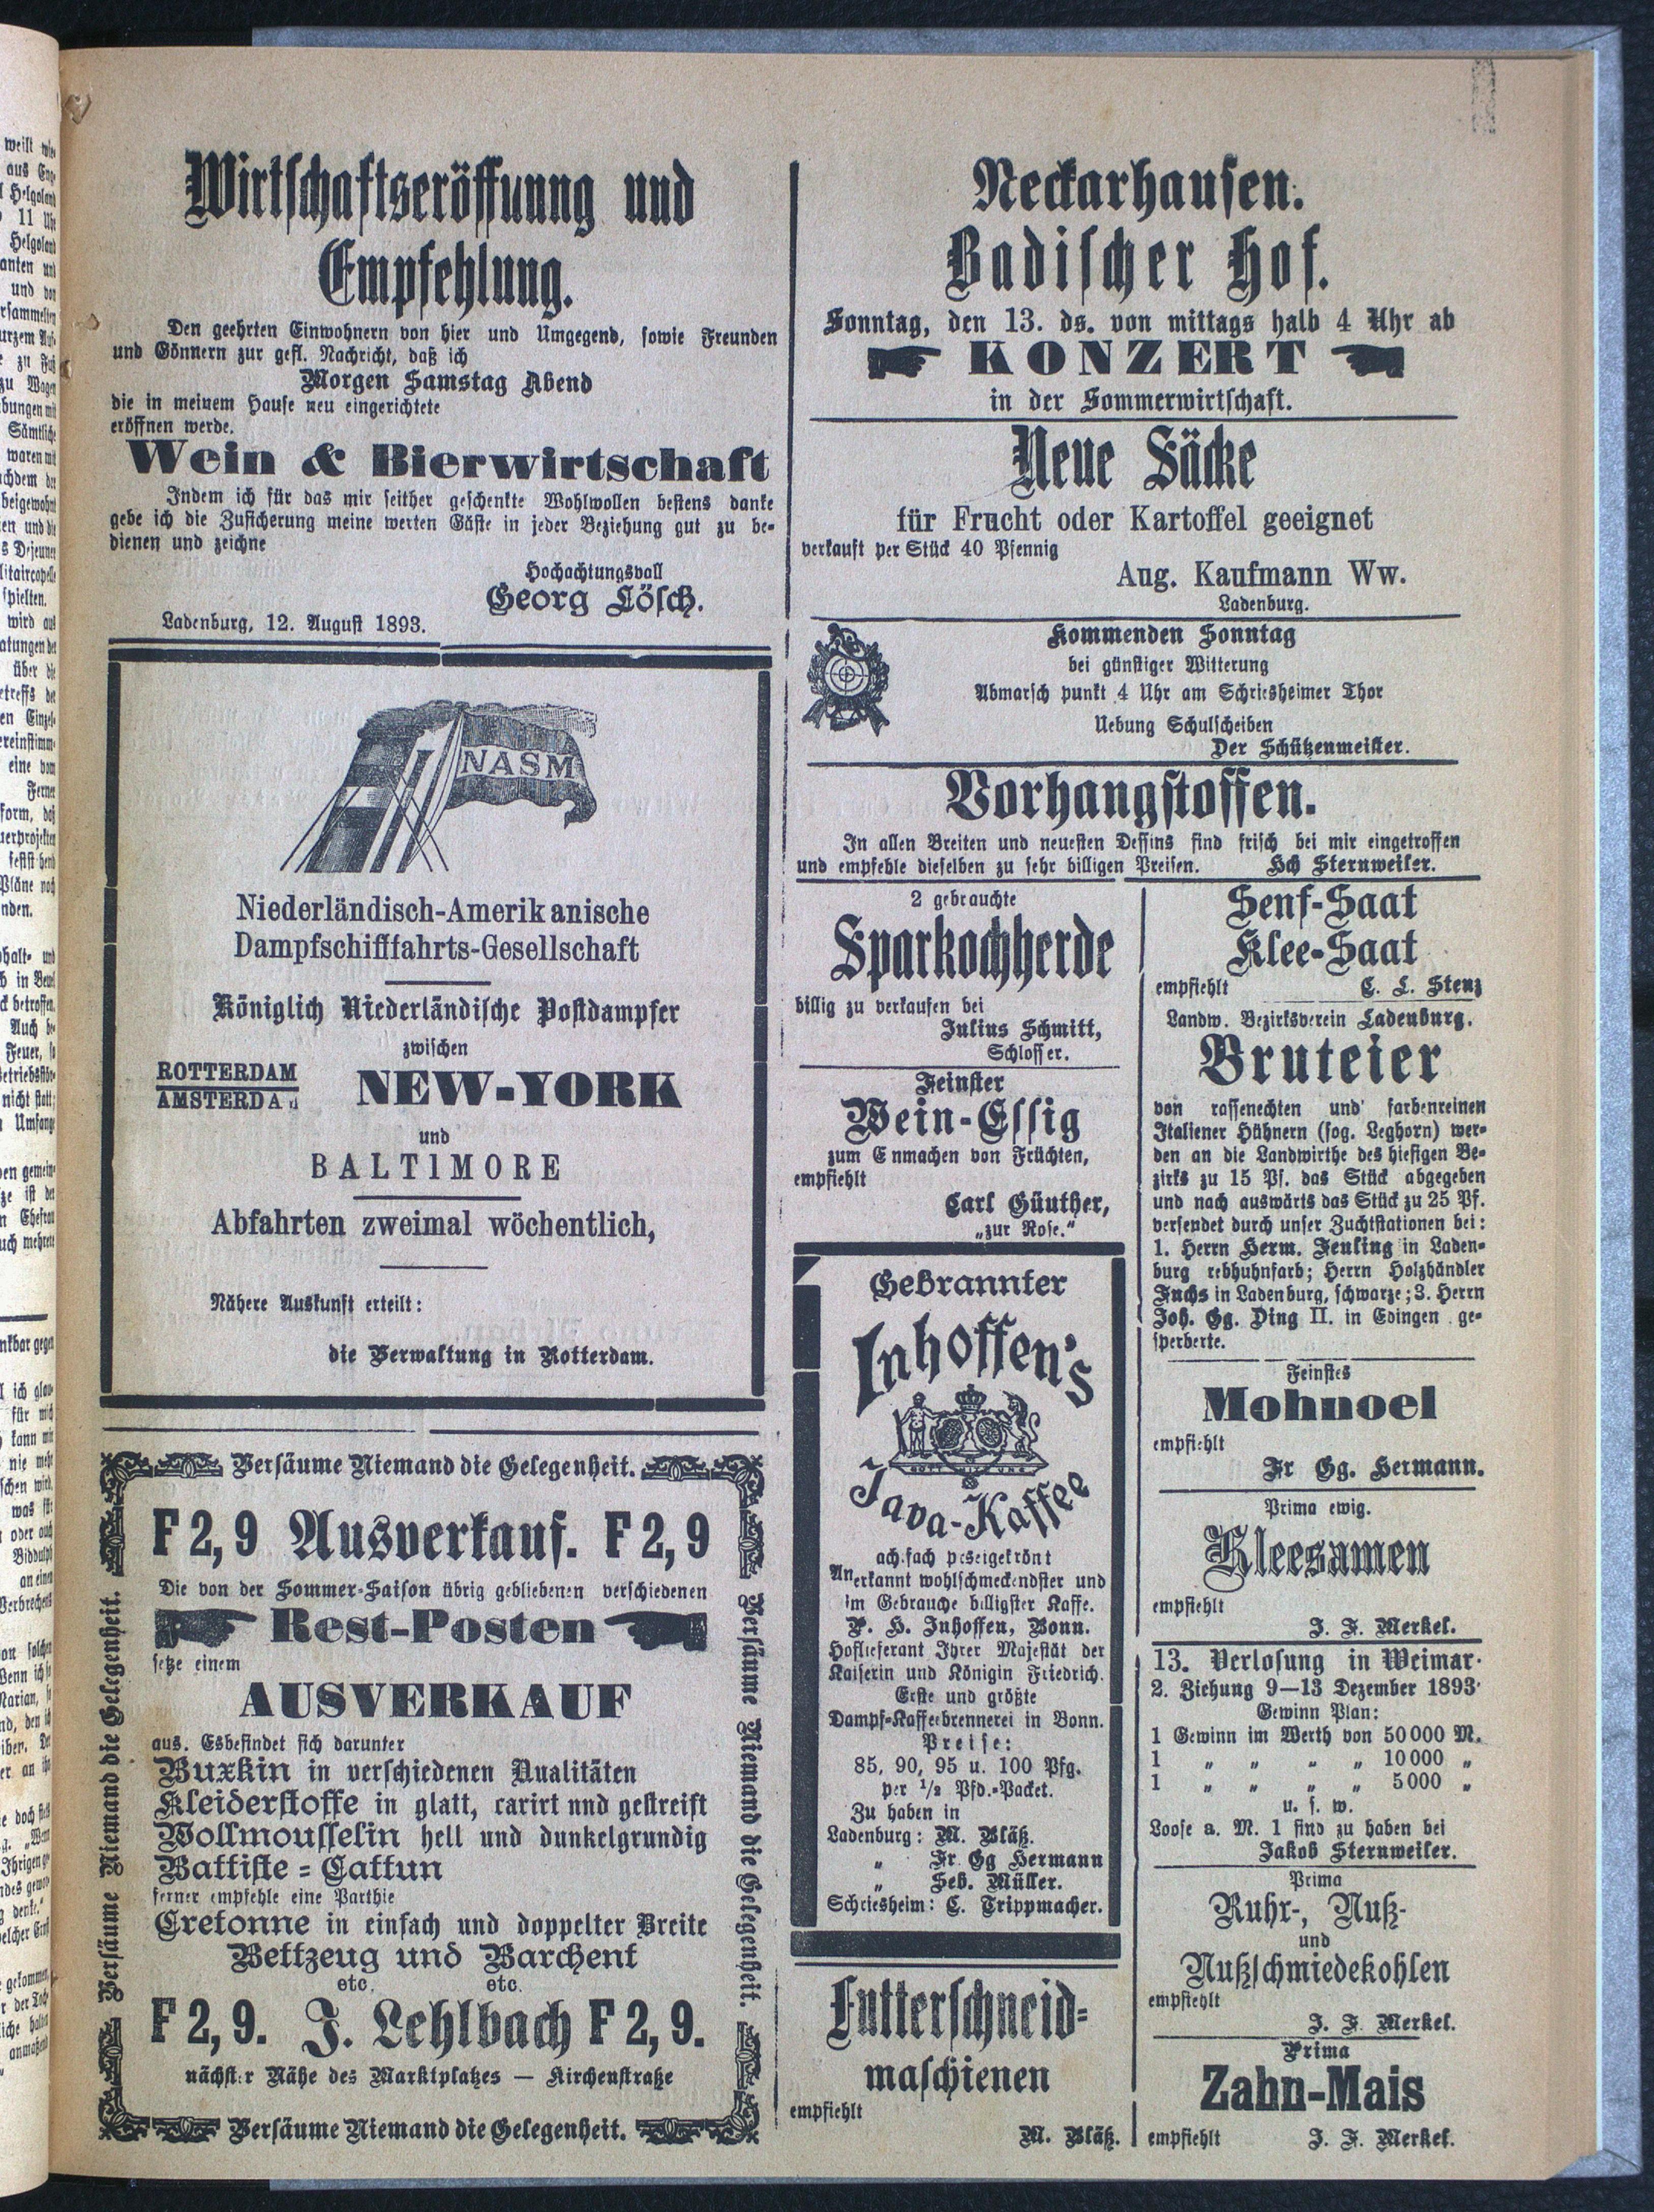 Wirtschaftseröffnung und
Empfehlung.
Den geehrten Einwohnern von hier und Umgegend, sowie Freunden
und Gönnern zur gefl. Nachricht, daß ich
Morgen Samstag Abend
die in meinem Hause neu eingerichtete
eröffnen werde.
Wein & Bierwirtschaft
Indem ich für das mir seither geschenkte Wohlwollen bestens danke
gebe ich die Zusicherung meine werten Gäste in jeder Beziehung gut zu be-
dienen und zeichne
Hochachtungsvoll
Georg Lösch.
Ladenburg, 12. August 1893.
NASM
Niederländisch-Amerikanische
Dampfschifffahrts-Gesellschaft
Königlich Niederländische Postdampfer
zwischen
ROTTERDAM
AMSTERDA
NEW-YORK
und
BALTIMORE
Abfahrten zweimal wöchentlich,
Nähere Auskunft erteilt:
die Verwaltung in Rotterdam.
Versäume Niemand die Gelegenheit.
Versäume Niemand die Gelegenheit.
Versäume Niemand die Gelegenheit.
F 2, 9 Ausverkauf. F 2, 9
Die von der Sommer-Saison übrig gebliebenen verschiedenen
Rest-Posten
setze einem
AUSVERKAUF
aus. Esbefindet sich darunter
Buxkin in verschiedenen Qualitäten
Kleiderstoffe in glatt, carirt nnd gestreift
Wollmousselin hell und dunkelgrundig
Battiste-Cattun
ferner empfehle eine Parthie
Cretonne in einfach und doppelter Breite
Bettzeug und Barchent
etc. etc.
F 2, 9. J. Lehlbach F 2, 9.
nächster Nähe des Marktplatzes — Kirchenstraße
Versäume Niemand die Gelegenheit.
Neckarhausen.
Badischer Hof.
Sonntag, den 13. ds. von mittags halb 4 Uhr ab
KONZERT
in der Sommerwirtschaft.
Neue Säcke
für Frucht oder Kartoffel geeignet
verkauft per Stück 40 Pfennig
Aug. Kaufmann Ww.
Ladenburg.
Kommenden Sonntag
bei günstiger Witterung
Abmarsch punkt 4 Uhr am Schriesheimer Thor
Uebung Schulscheiben
Der Schützenmeister.
Vorhangstoffen.
In allen Breiten und neuesten Dessins sind frisch bei mir eingetroffen
und empfehle dieselben zu sehr billigen Preisen. Hch Sternweiler.
2 gebrauchte
Sparkochherde
billig zu verkaufen bei
Julius Schmitt,
Schlosser.
Feinster
Wein-Essig
zum Einmachen von Früchten,
empfiehlt
Carl Günther,
„zur Rose."
Gebrannter
Inhoffen's
GOTT MIT UNS
Java-Kaffee
achtfach preisgekrönt
Anerkannt wohlschmeckendster und
im Gebrauche billigster Kaffe.
P. H. Inhoffen, Bonn.
Hoflieferant Ihrer Majestät der
Kaiserin und Königin Friedrich.
Erste und größte
Dampf-Kaffeebrennerei in Bonn.
Preise:
85, 90, 95 u. 100 Pfg.
per 1/2 Pfd.-Packet.
Zu haben in
Ladenburg: M. Bläß.
„ Fr Gg Hermann
„ Seb. Müller.
Schriesheim: C. Trippmacher.
Futterschneid-
maschienen
empfiehlt
M. Bläß.
Senf-Saat
Klee-Saat
empfiehlt C. L. Stenz
Landw. Bezirksverein Ladenburg.
Bruteier
von rassenechten und farbenreinen
Italiener Hühnern (sog. Leghorn) wer-
den an die Landwirthe des hiesigen Be-
zirks zu 15 Pf. das Stück abgegeben
und nach auswärts das Stück zu 25 Pf.
versendet durch unser Zuchtstationen bei:
1. Herrn Herm. Jenling in Laden-
burg rebhuhnfarb; Herrn Holzhändler
Fuchs in Ladenburg, schwarze; 3. Herrn
Joh. Gg. Ding II. in Edingen ge-
sperberte.
Feinstes
Mohnoel
empfiehlt
Fr Gg. Hermann.
Prima ewig.
Kleesamen
empfiehlt
J. F. Merkel.
13. Verlosung in Weimar.
2. Ziehung 9—13 Dezember 1893.
Gewinn Plan:
1 Gewinn im Werth von 50000 M.
1 „ „ „ „ 10000 „
1 „ „ „ „ 5000 „
u. s. w.
Loose a. M. 1 sind zu haben bei
Jakob Sternweiler.
Prima
Ruhr-, Nuß-
und
Nußschmiedekohlen
empfiehlt
J. F. Merkel.
Prima
Zahn-Mais
empfiehlt J. F. Merkel.